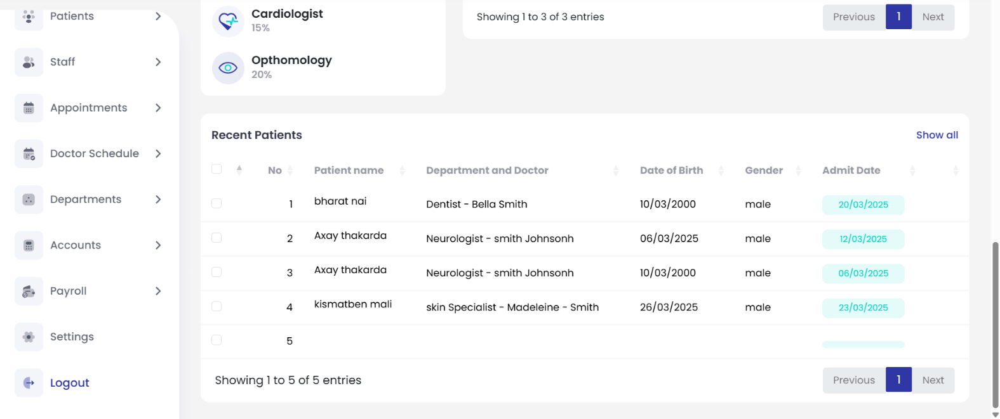 Patients
Staff
Appointments
Doctor Schedule
Departments
Accounts
Payroll
Settings
Logout
Cardiologist
15%
Opthomology
20%
Showing 1 to 3 of 3 entries
Previous 1 Next
Recent Patients
Show all
No Patient name Department and Doctor Date of Birth Gender Admit Date
1 bharat nai Dentist - Bella Smith 10/03/2000 male 20/03/2025
2 Axay thakarda Neurologist - smith Johnsonh 06/03/2025 male 12/03/2025
3 Axay thakarda Neurologist - smith Johnsonh 10/03/2000 male 06/03/2025
4 kismatben mali skin Specialist - Madeleine - Smith 26/03/2025 male 23/03/2025
5
Showing 1 to 5 of 5 entries
Previous 1 Next